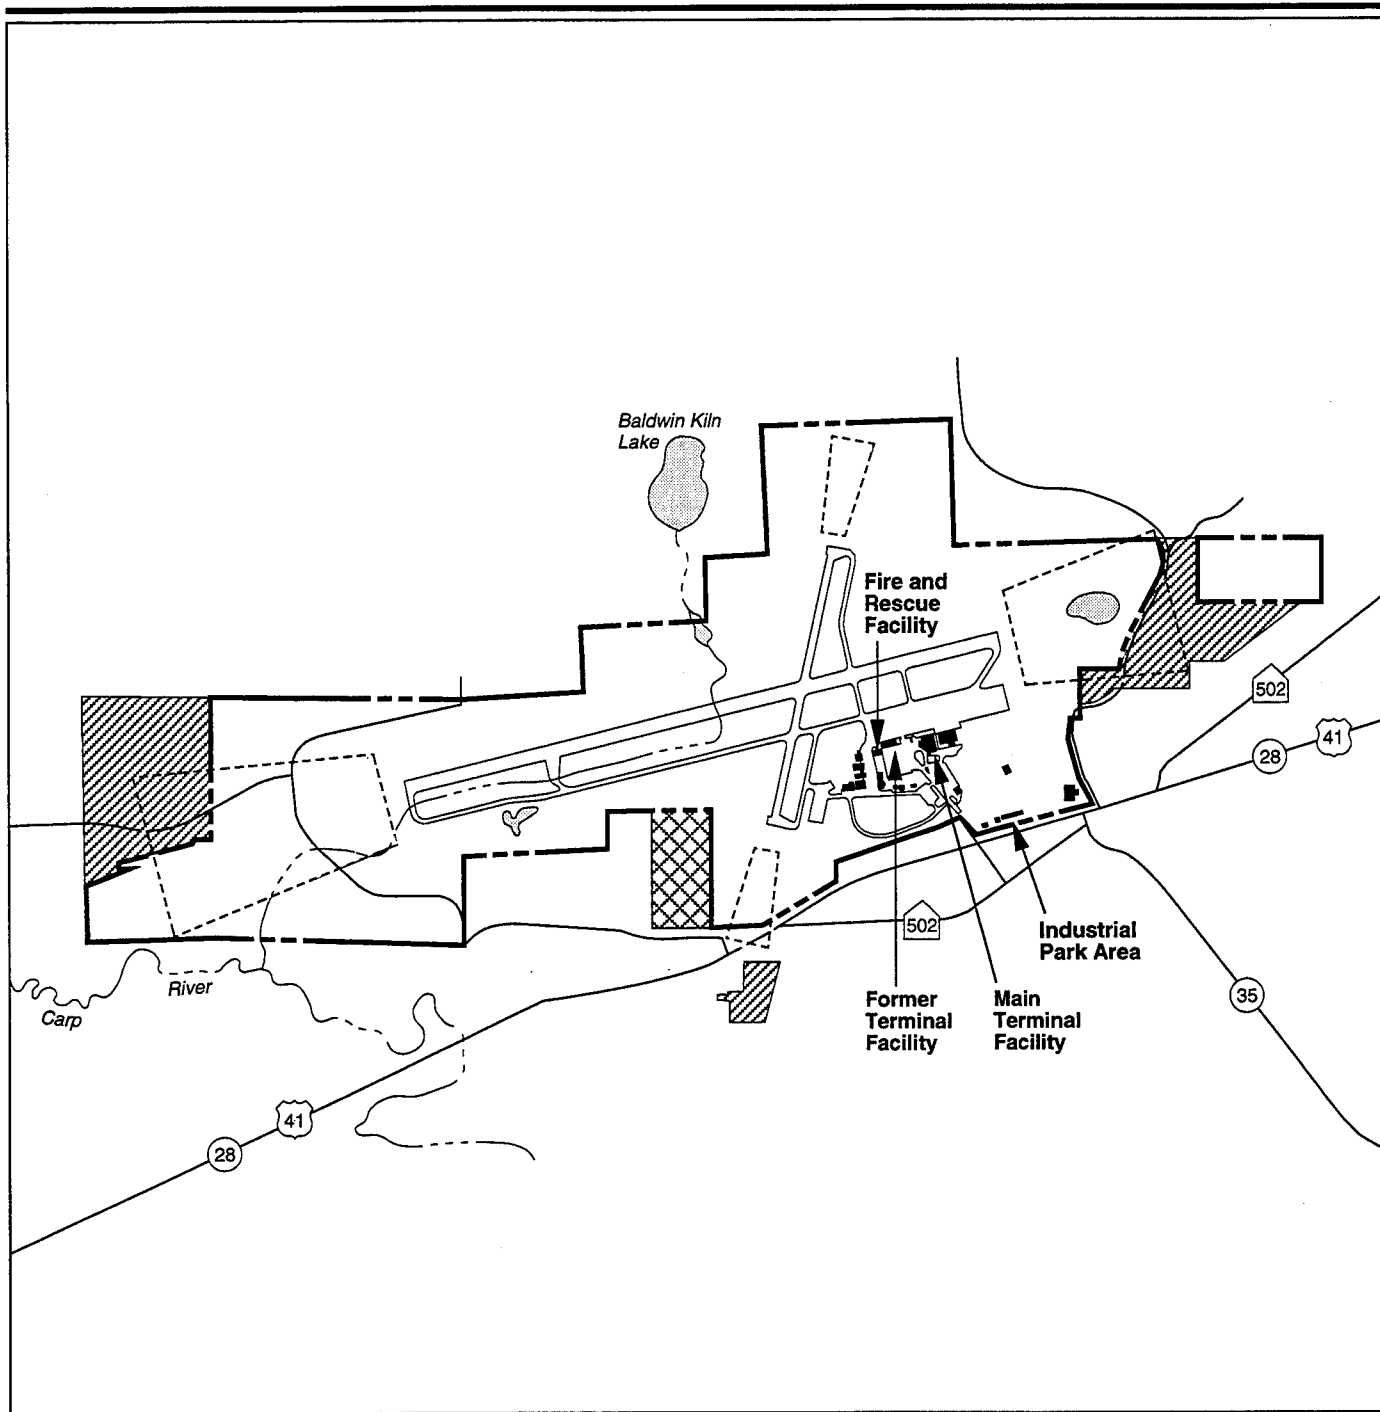 Baldwin Kiln
Lake
Fire and
Rescue
Facility
502
41
28
502
Industrial
Park Area
River
Carp
Former
Terminal
Facility
Main
Terminal
Facility
35
41
28